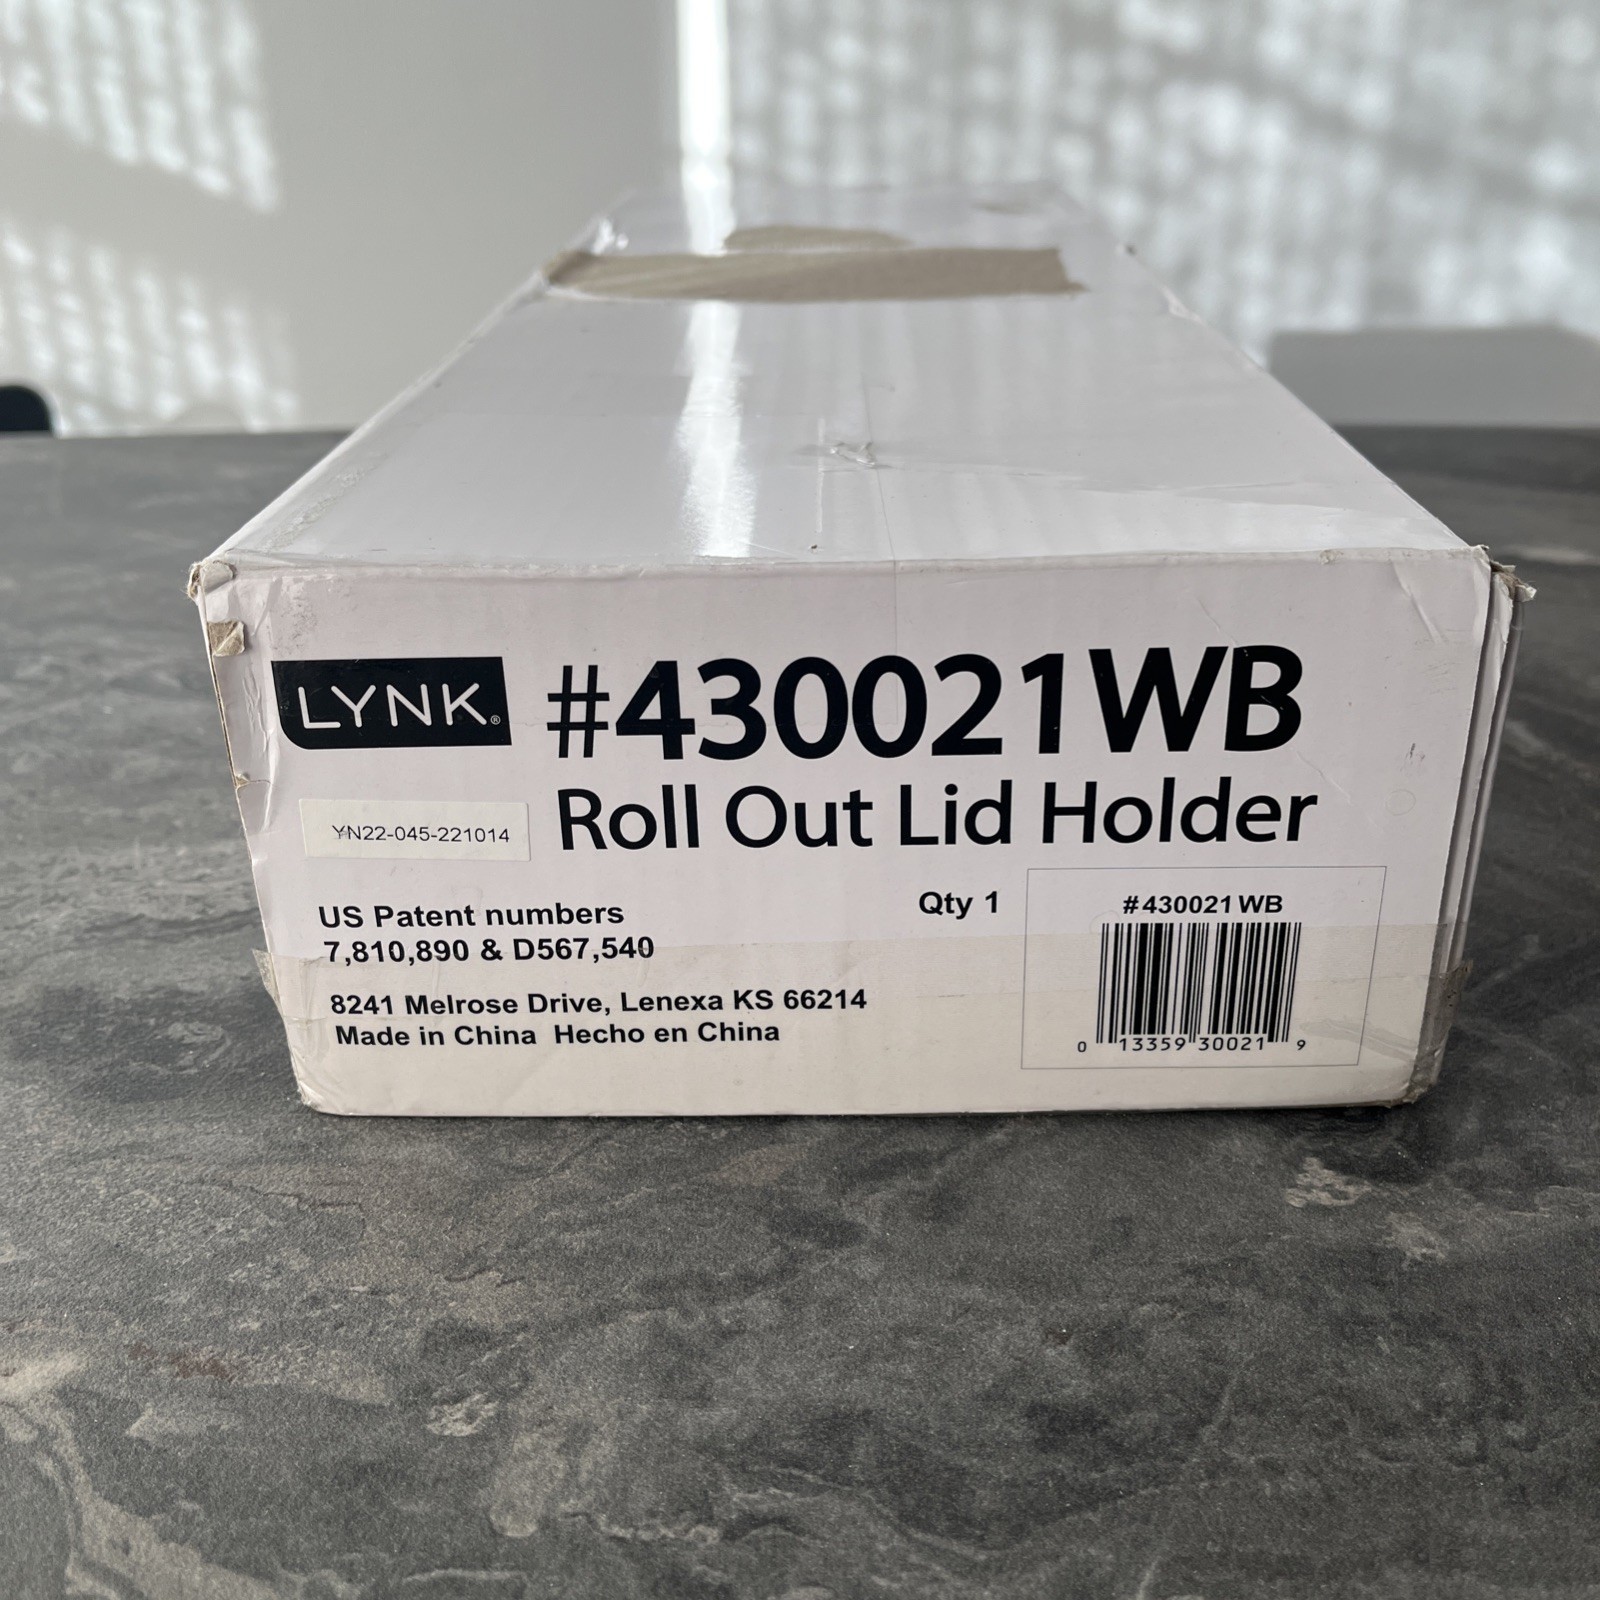 LYNK®
#430021WB
Roll Out Lid Holder
YN22-045-221014
US Patent numbers
7,810,890 & D567,540
Qty 1
8241 Melrose Drive, Lenexa KS 66214
Made in China Hecho en China
#430021WB
0 13359 30021 9